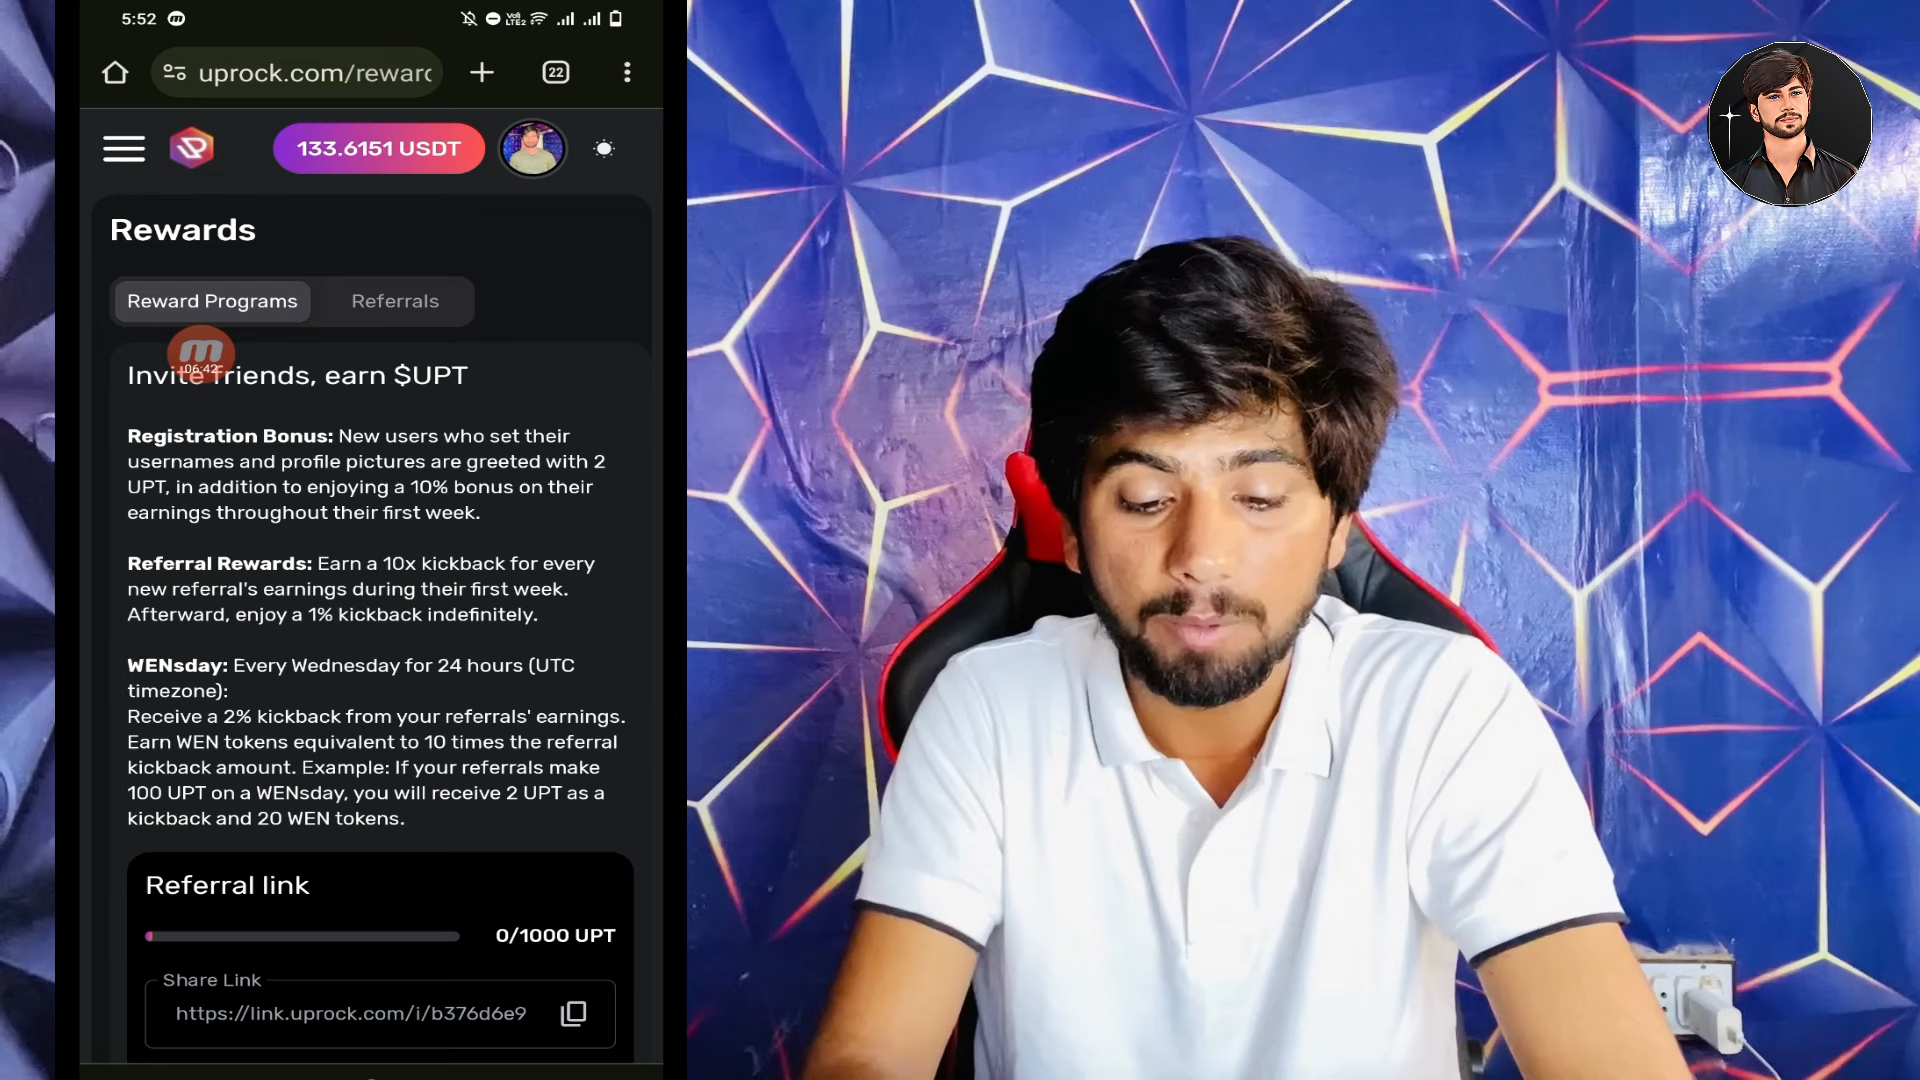 5:52
Vo) LTE2
uprock.com/rewarc
22
133.6151 USDT
Rewards
Reward Programs
Referrals
06:42
Invite friends, earn $UPT
Registration Bonus: New users who set their
usernames and profile pictures are greeted with 2
UPT, in addition to enjoying a 10% bonus on their
earnings throughout their first week.
Referral Rewards: Earn a 10x kickback for every
new referral's earnings during their first week.
Afterward, enjoy a 1% kickback indefinitely.
WENsday: Every Wednesday for 24 hours (UTC
timezone):
Receive a 2% kickback from your referrals' earnings.
Earn WEN tokens equivalent to 10 times the referral
kickback amount. Example: If your referrals make
100 UPT on a WENsday, you will receive 2 UPT as a
kickback and 20 WEN tokens.
Referral link
0/1000 UPT
Share Link
https://link.uprock.com/i/b376d6e9